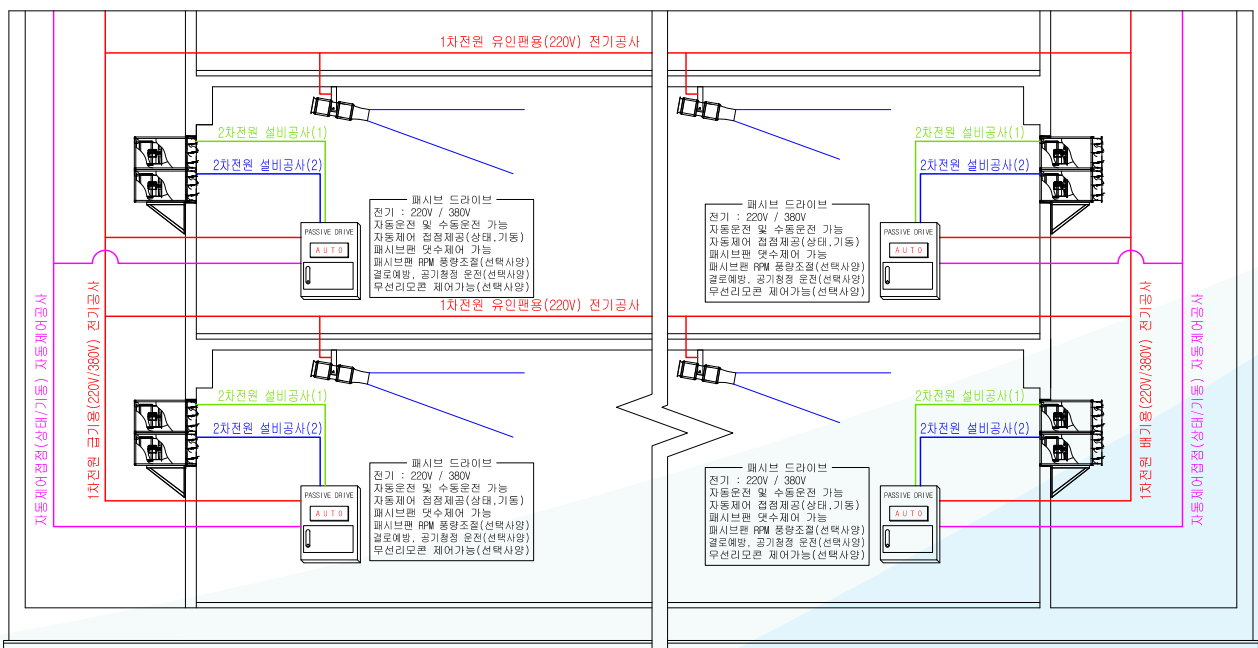 1차전원 유인팬용(220V) 전기공사
2차전원 설비공사(1)
2차전원 설비공사(2)
PASSIVE DRIVE
AUTO
패시브 드라이브
전기 : 220V / 380V
자동운전 및 수동운전 가능
자동제어 접점제공(상태,기동)
패시브팬 댓수제어 가능
패시브팬 RPM 풍량조절(선택사양)
결로예방, 공기청정 운전(선택사양)
무선리모콘 제어가능(선택사양)
2차전원 설비공사(1)
2차전원 설비공사(2)
패시브 드라이브
전기 : 220V / 380V
자동운전 및 수동운전 가능
자동제어 접점제공(상태,기동)
패시브팬 댓수제어 가능
패시브팬 RPM 풍량조절(선택사양)
결로예방, 공기청정 운전(선택사양)
무선리모콘 제어가능(선택사양)
PASSIVE DRIVE
AUTO
1차전원 유인팬용(220V) 전기공사
자동제어접점(상태/기동) 자동제어공사
1차전원 급기용(220V/380V) 전기공사
2차전원 설비공사(1)
2차전원 설비공사(2)
PASSIVE DRIVE
AUTO
패시브 드라이브
전기 : 220V / 380V
자동운전 및 수동운전 가능
자동제어 접점제공(상태,기동)
패시브팬 댓수제어 가능
패시브팬 RPM 풍량조절(선택사양)
결로예방, 공기청정 운전(선택사양)
무선리모콘 제어가능(선택사양)
2차전원 설비공사(1)
2차전원 설비공사(2)
패시브 드라이브
전기 : 220V / 380V
자동운전 및 수동운전 가능
자동제어 접점제공(상태,기동)
패시브팬 댓수제어 가능
패시브팬 RPM 풍량조절(선택사양)
결로예방, 공기청정 운전(선택사양)
무선리모콘 제어가능(선택사양)
PASSIVE DRIVE
AUTO
1차전원 배기용(220V/380V) 전기공사
자동제어접점(상태/기동) 자동제어공사